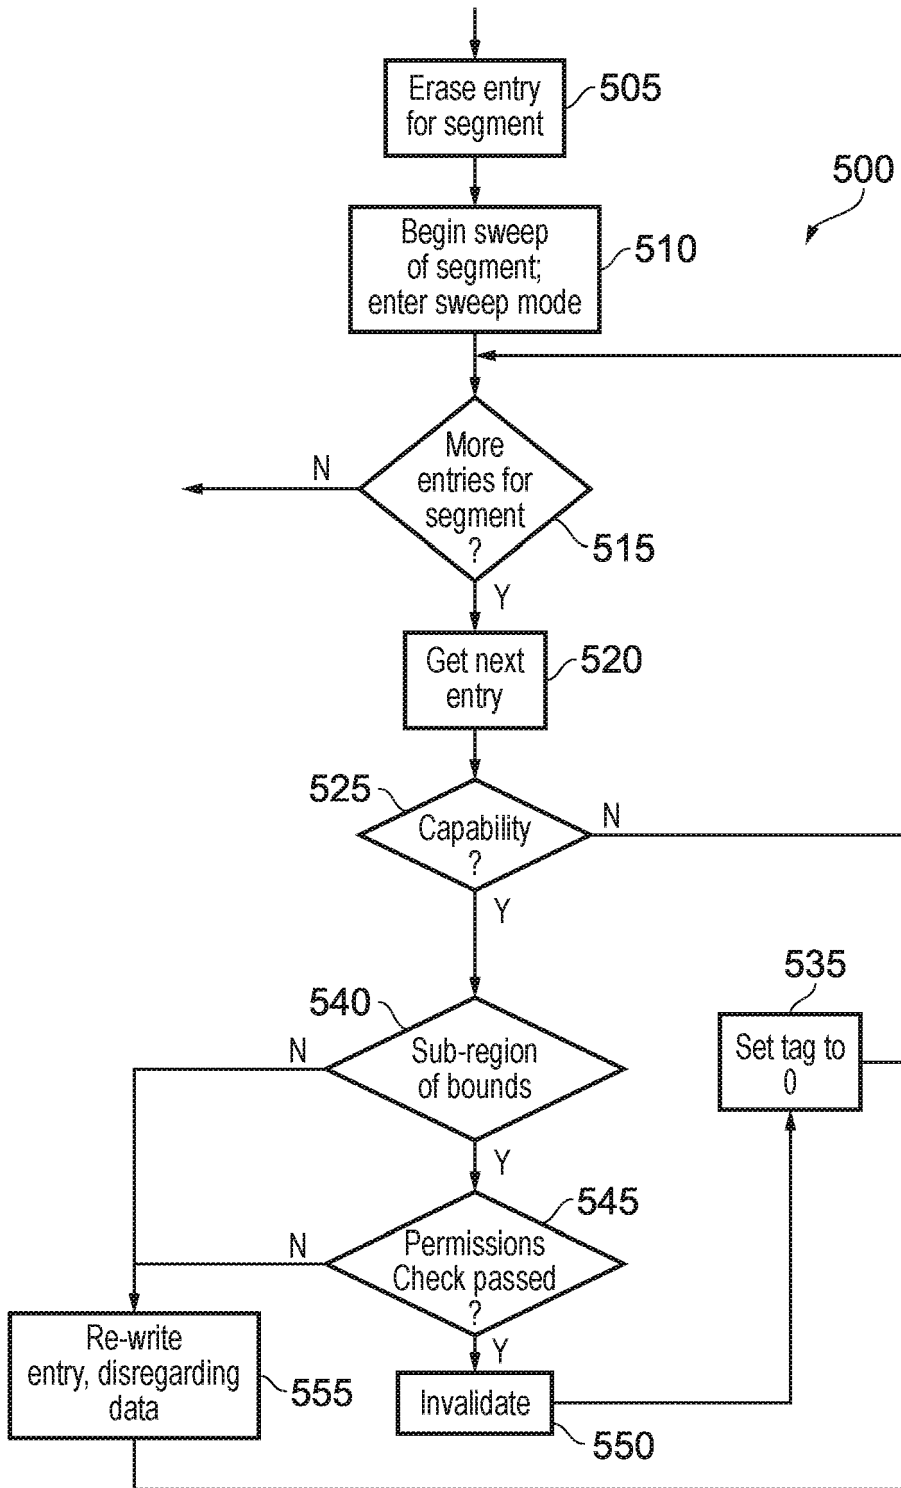 Erase entry
for segment
505
500
Begin sweep
of segment;
enter sweep mode
510
N
More
entries for
segment
?
515
Y
Get next
entry
520
525
Capability
?
N
Y
535
Set tag to
0
540
N
Sub-region
of bounds
Y
545
N
Permissions
Check passed
?
Y
Re-write
entry, disregarding
data
555
Invalidate
550